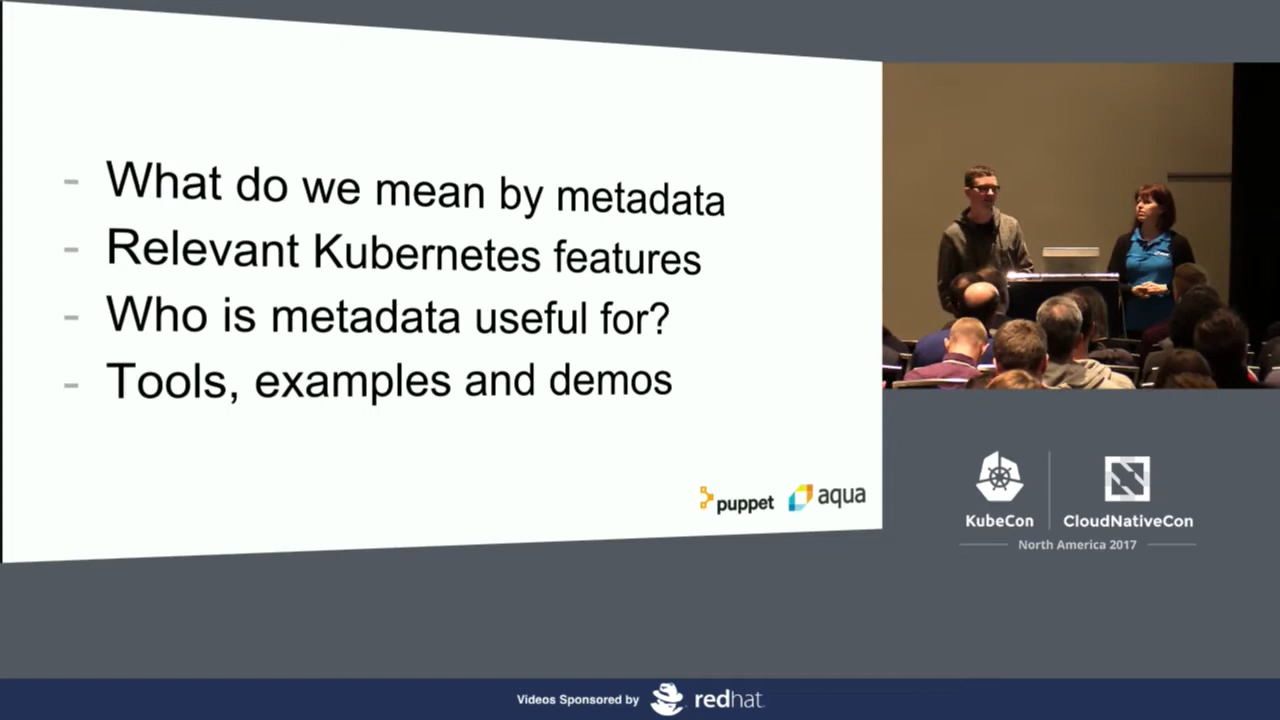 - What do we mean by metadata
- Relevant Kubernetes features
- Who is metadata useful for?
- Tools, examples and demos
puppet aqua
KubeCon CloudNativeCon
North America 2017
Videos Sponsored by redhat.